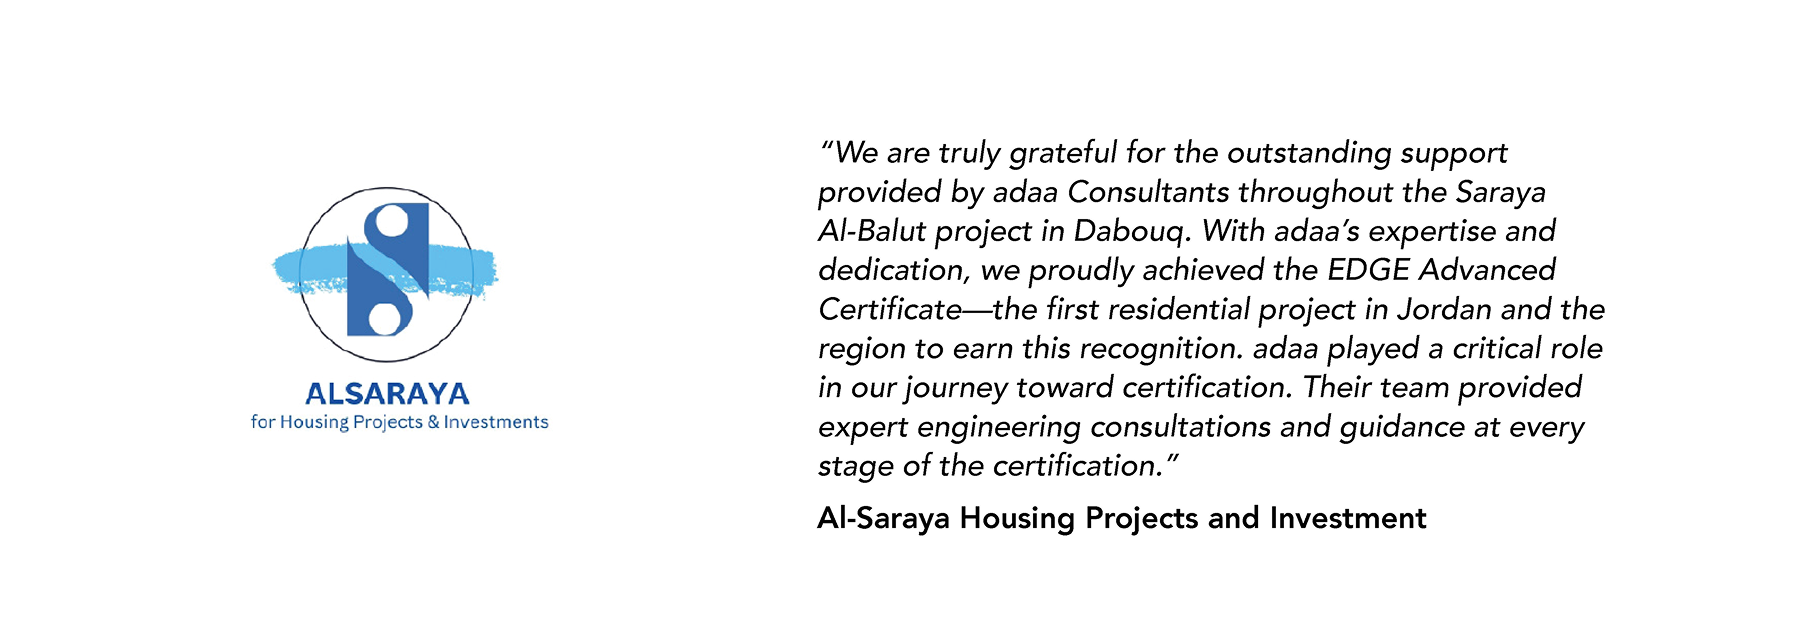 ALSARAYA
for Housing Projects & Investments
“We are truly grateful for the outstanding support
provided by adaa Consultants throughout the Saraya
Al-Balut project in Dabouq. With adaa’s expertise and
dedication, we proudly achieved the EDGE Advanced
Certificate—the first residential project in Jordan and the
region to earn this recognition. adaa played a critical role
in our journey toward certification. Their team provided
expert engineering consultations and guidance at every
stage of the certification.”
Al-Saraya Housing Projects and Investment